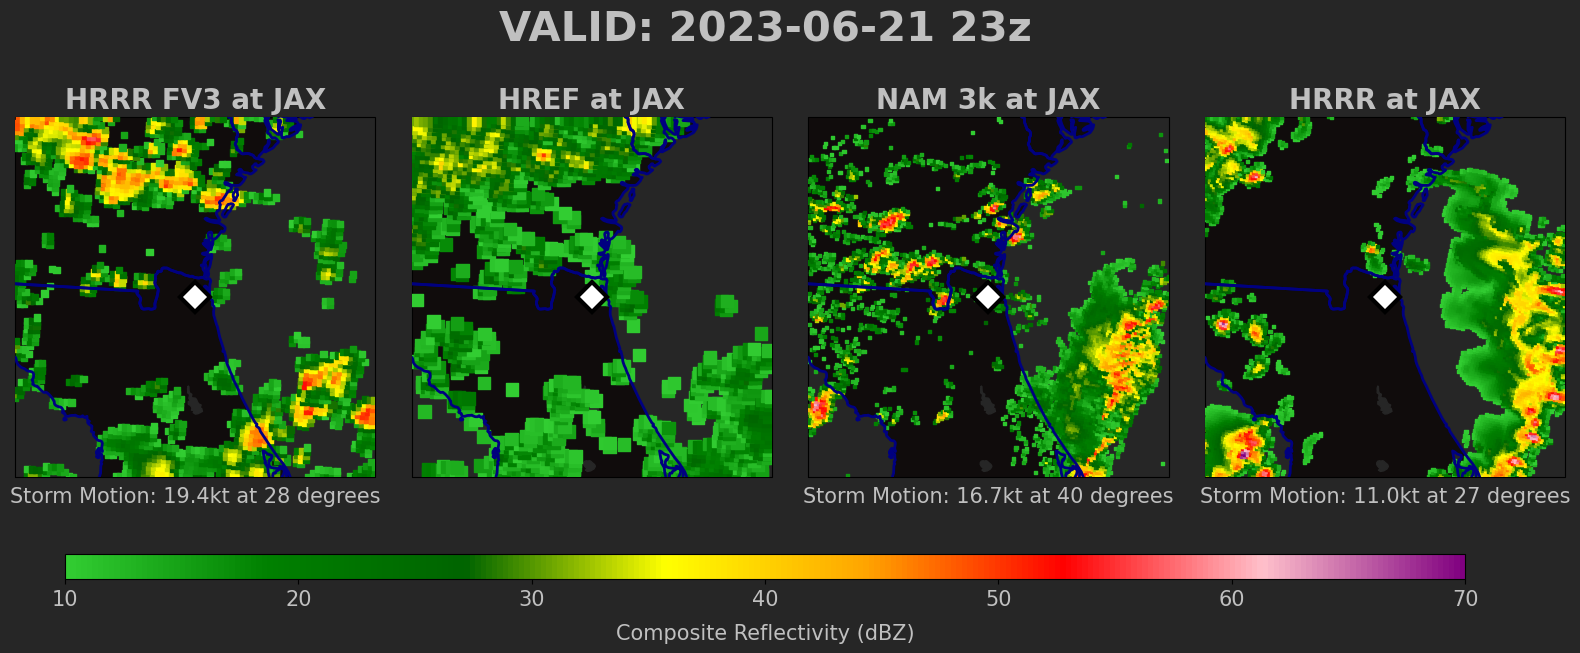 VALID: 2023-06-21 23z
HRRR FV3 at JAX
HREF at JAX
NAM 3k at JAX
HRRR at JAX
Storm Motion: 19.4kt at 28 degrees
Storm Motion: 16.7kt at 40 degrees
Storm Motion: 11.0kt at 27 degrees
10 20 30 40 50 60 70
Composite Reflectivity (dBZ)